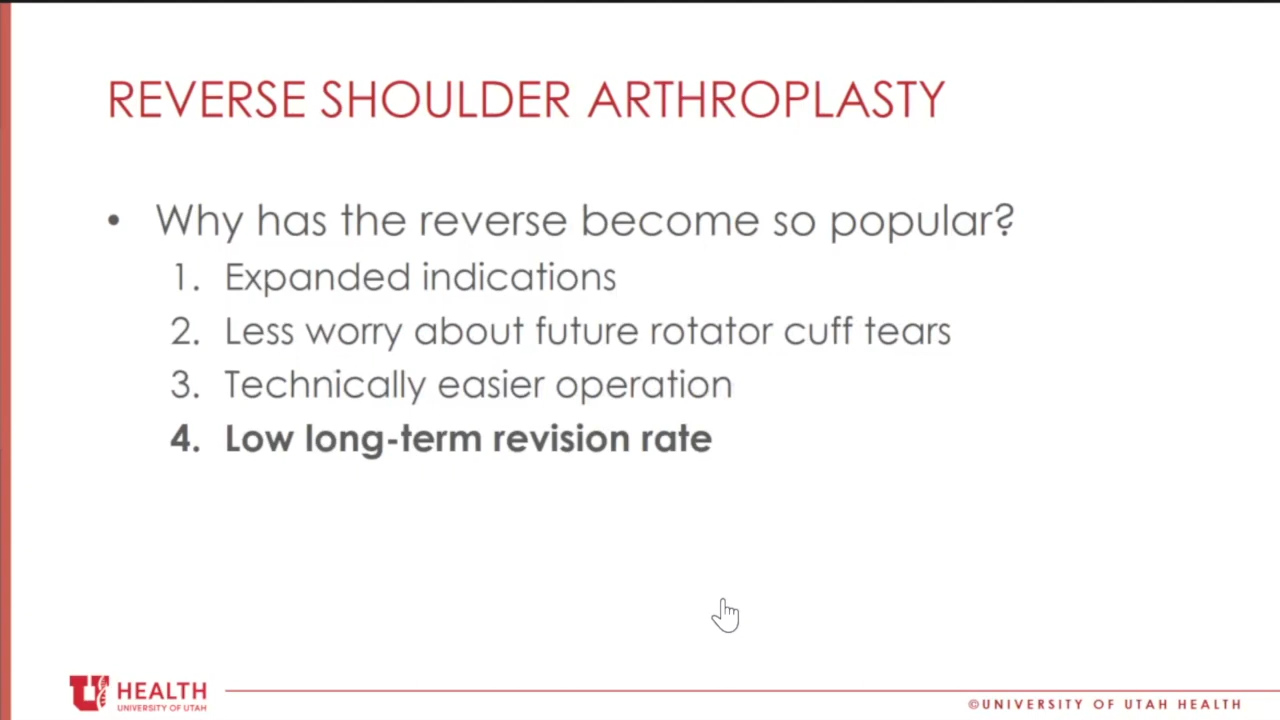 REVERSE SHOULDER ARTHROPLASTY
• Why has the reverse become so popular?
1. Expanded indications
2. Less worry about future rotator cuff tears
3. Technically easier operation
4. Low long-term revision rate
U HEALTH
UNIVERSITY OF UTAH
©UNIVERSITY OF UTAH HEALTH